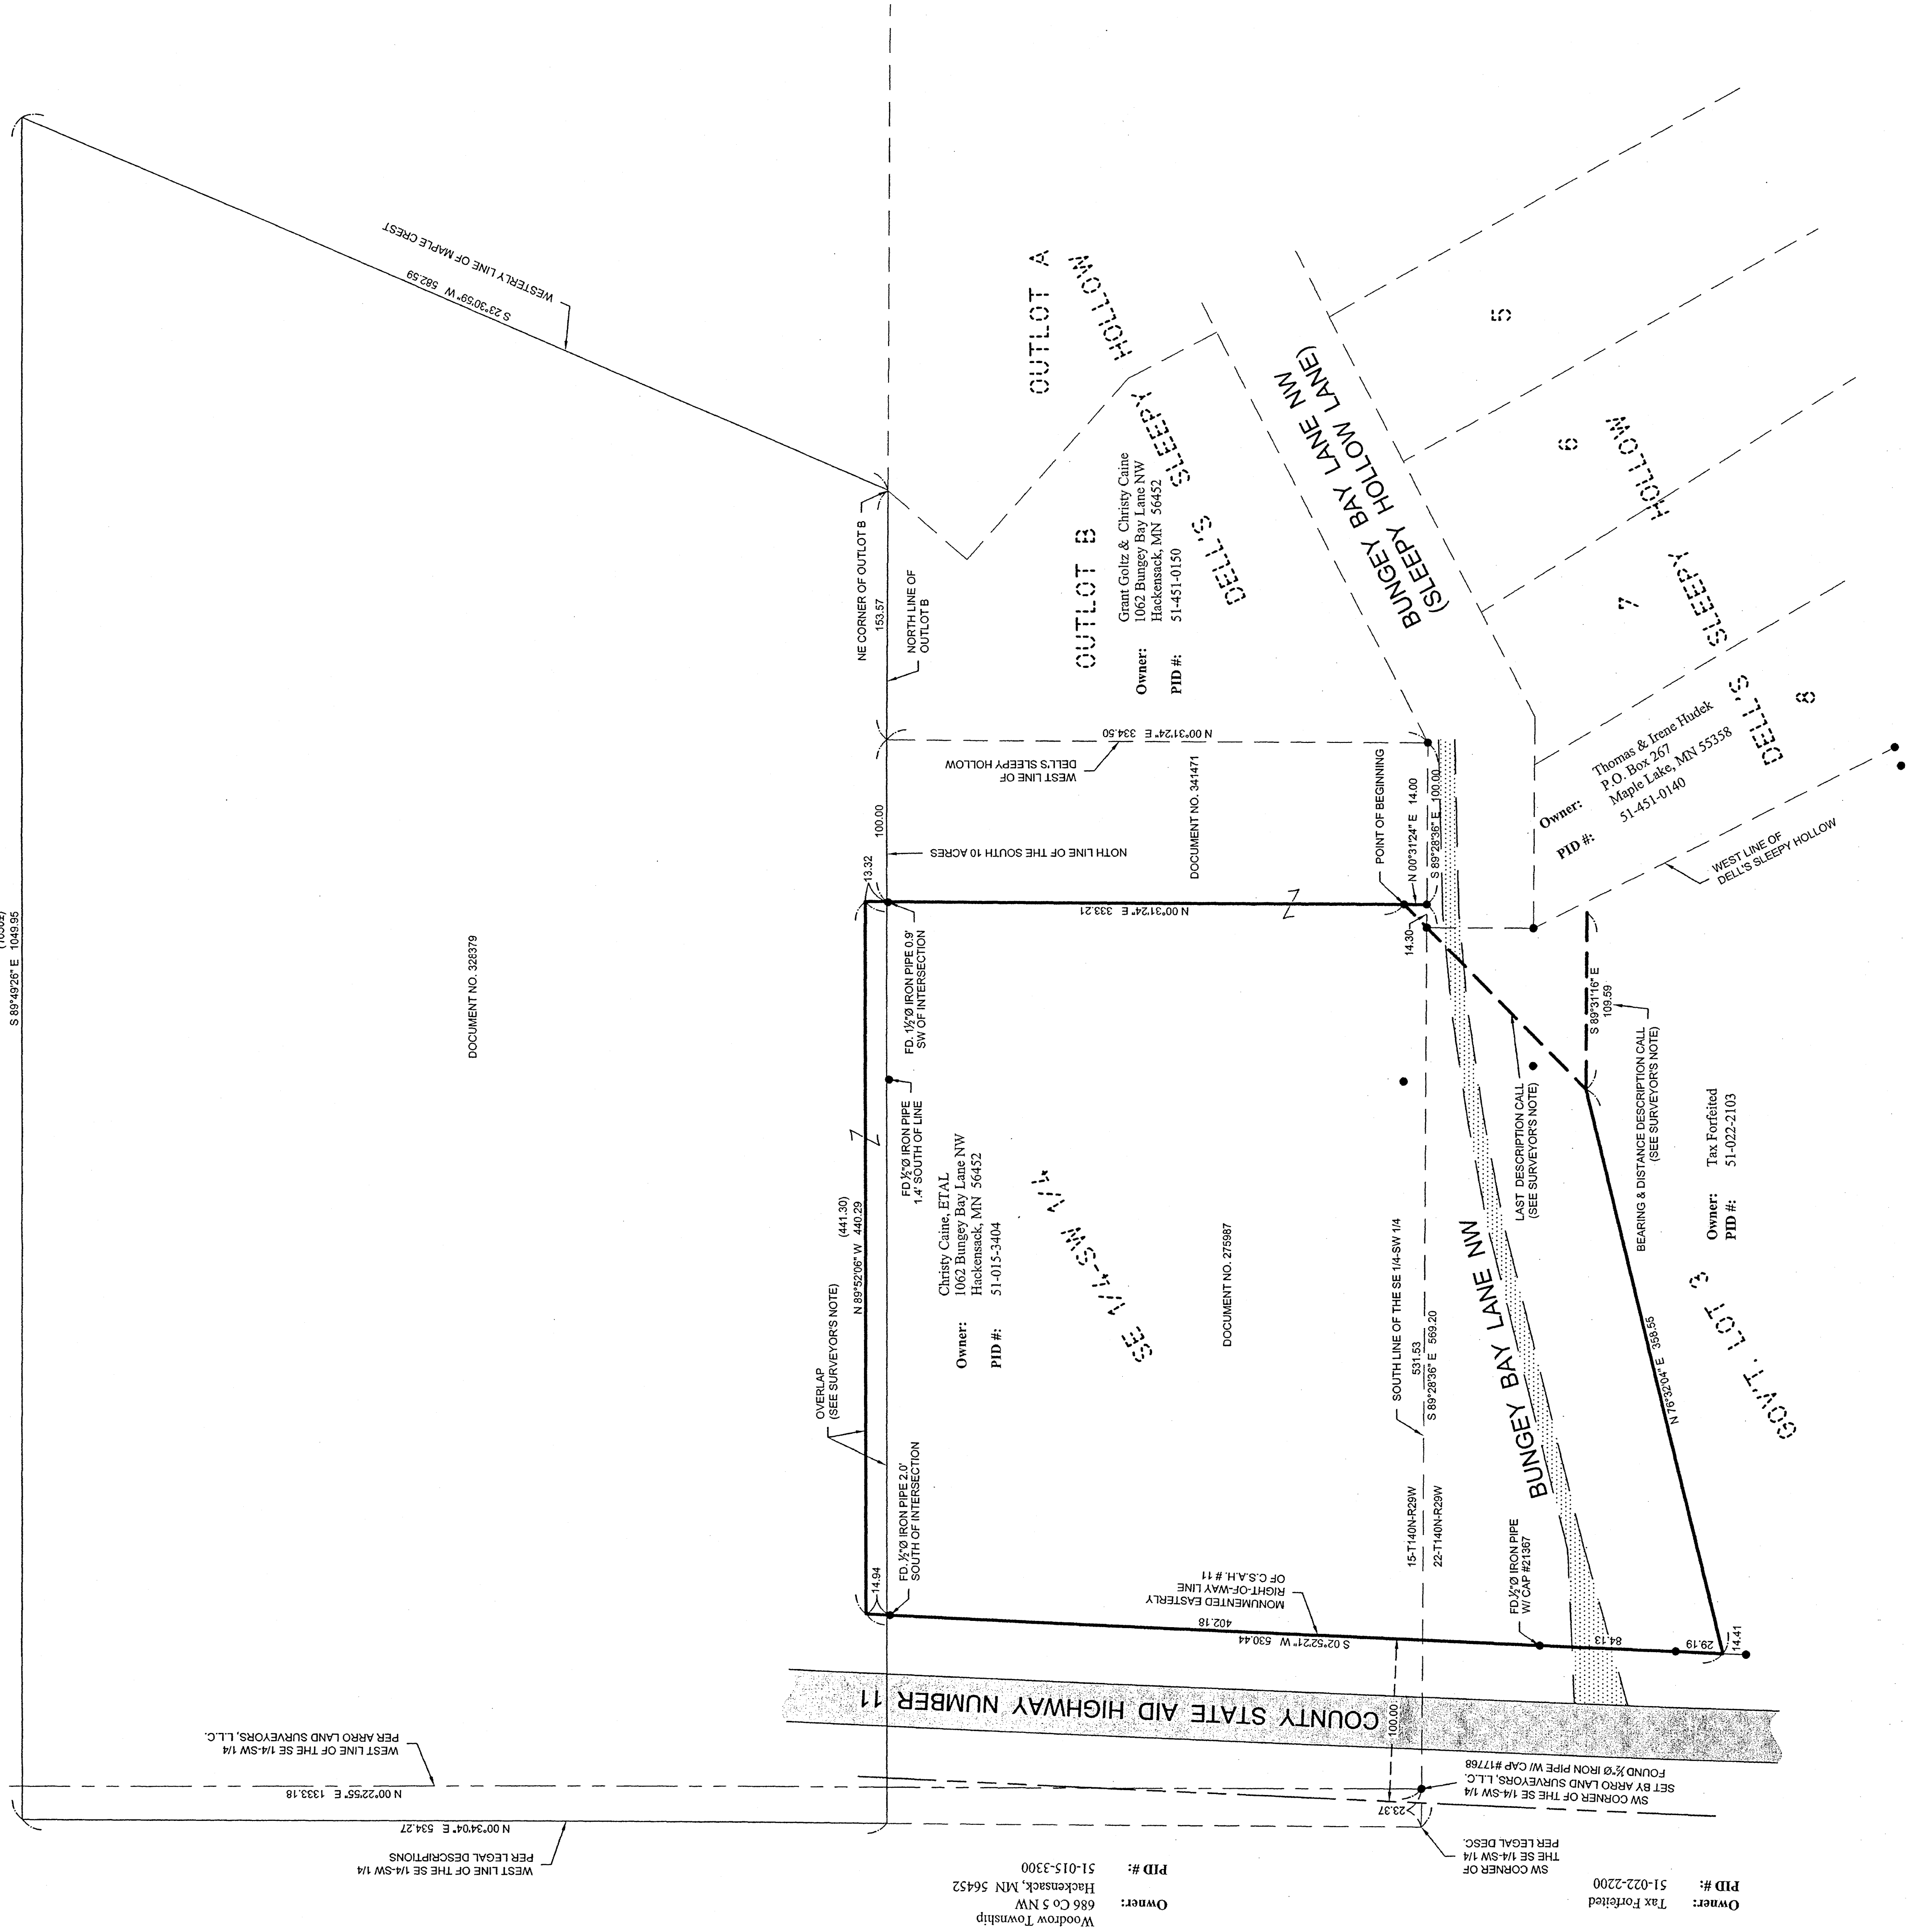 S 89°49'26" E 1049.95
WESTERLY LINE OF MAPLE CREST
S 23°30'59" W 582.59
DOCUMENT NO. 328379
NE CORNER OF OUTLOT B
153.57
NORTH LINE OF
OUTLOT B
OUTLOT A
DELL'S SLEEPY HOLLOW
OUTLOT B
Grant Goltz & Christy Caine
Owner: 1062 Bungey Bay Lane NW
Hackensack, MN 56452
PID #: 51-451-0150
BUNGEY BAY LANE NW
(SLEEPY HOLLOW LANE)
5
6
7
8
DELL'S SLEEPY HOLLOW
N 00°31'24" E 334.50
WEST LINE OF
DELL'S SLEEPY HOLLOW
DOCUMENT NO. 341471
100.00
NOTH LINE OF THE SOUTH 10 ACRES
13.32
POINT OF BEGINNING
N 00°31'24" E 14.00
S 89°28'36" E 100.00
14.30
Thomas & Irene Hudek
Owner: P.O. Box 267
Maple Lake, MN 55358
PID #: 51-451-0140
WEST LINE OF
DELL'S SLEEPY HOLLOW
N 00°31'24" E 333.21
FD. 1½"Ø IRON PIPE 0.9'
SW OF INTERSECTION
FD ½"Ø IRON PIPE
1.4' SOUTH OF LINE
OVERLAP
(SEE SURVEYOR'S NOTE)
(441.30)
N 89°52'06" W 440.29
Christy Caine, ETAL
Owner: 1062 Bungey Bay Lane NW
Hackensack, MN 56452
PID #: 51-015-3404
SE 1/4-SW 1/4
DOCUMENT NO. 275987
14.94
FD. ½"Ø IRON PIPE 2.0'
SOUTH OF INTERSECTION
SOUTH LINE OF THE SE 1/4-SW 1/4
531.53
S 89°28'36" E 569.20
15-T140N-R29W
22-T140N-R29W
BUNGEY BAY LANE NW
LAST DESCRIPTION CALL
(SEE SURVEYOR'S NOTE)
S 89°31'16" E
109.59
BEARING & DISTANCE DESCRIPTION CALL
(SEE SURVEYOR'S NOTE)
Owner: Tax Forfeited
PID #: 51-022-2103
N 76°32'04" E 358.55
GOV'T. LOT 3
FD.½"Ø IRON PIPE
W/ CAP #21367
MONUMENTED EASTERLY
RIGHT-OF-WAY LINE
OF C.S.A.H. # 11
402.18
S 02°52'21" W 530.44
84.13
29.19
14.41
COUNTY STATE AID HIGHWAY NUMBER 11
100.00
WEST LINE OF THE SE 1/4-SW 1/4
PER ARRO LAND SURVEYORS, L.L.C.
N 00°22'55" E 1333.18
N 00°34'04" E 534.27
WEST LINE OF THE SE 1/4-SW 1/4
PER LEGAL DESCRIPTIONS
23.37
SW CORNER OF THE SE 1/4-SW 1/4
SET BY ARRO LAND SURVEYORS, L.L.C.
FOUND ½"Ø IRON PIPE W/ CAP #17768
SW CORNER OF
THE SE 1/4-SW 1/4
PER LEGAL DESC.
Woodrow Township
Owner: 686 Co 5 NW
Hackensack, MN 56452
PID #: 51-015-3300
Owner: Tax Forfeited
PID #: 51-022-2200